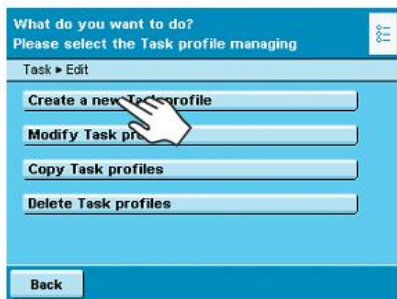 What do you want to do?
Please select the Task profile managing
Task ▸ Edit
Create a new Task profile
Modify Task
Copy Task profiles
Delete Task profiles
Back